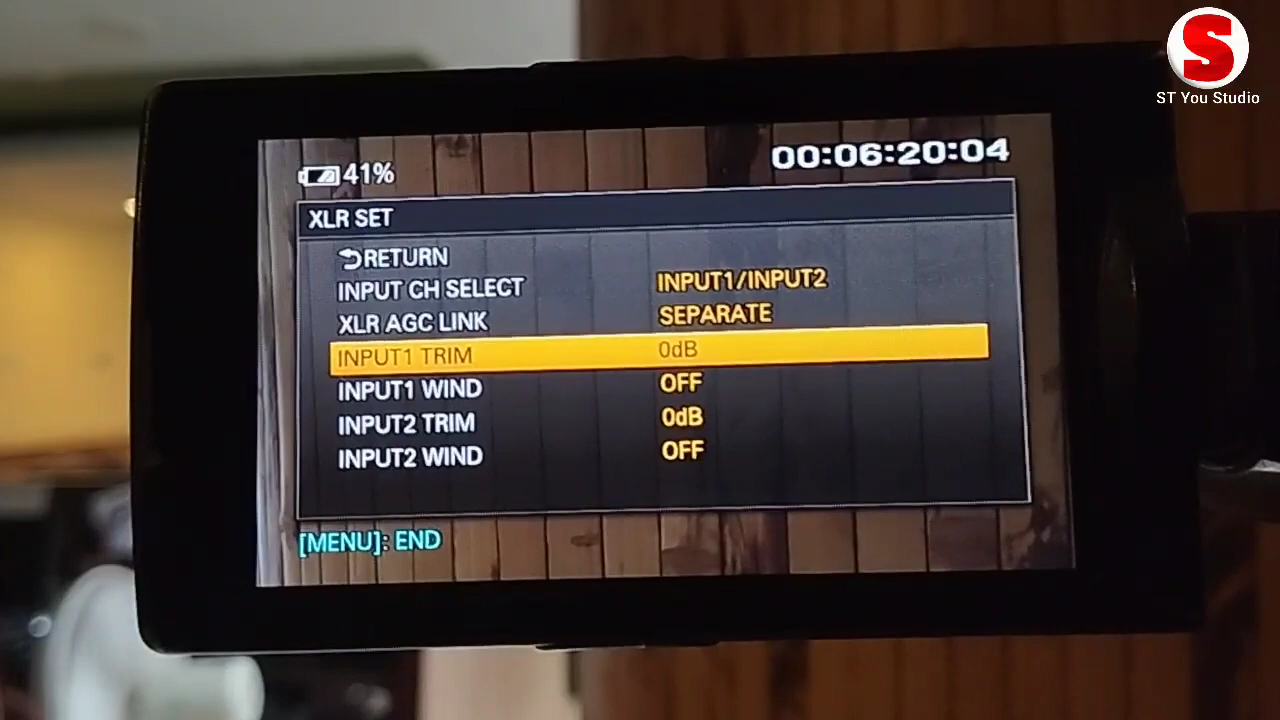 S
ST You Studio
41%
00:06:20:04
XLR SET
RETURN
INPUT CH SELECT INPUT1/INPUT2
XLR AGC LINK SEPARATE
INPUT1 TRIM 0dB
INPUT1 WIND OFF
INPUT2 TRIM 0dB
INPUT2 WIND OFF
[MENU]: END